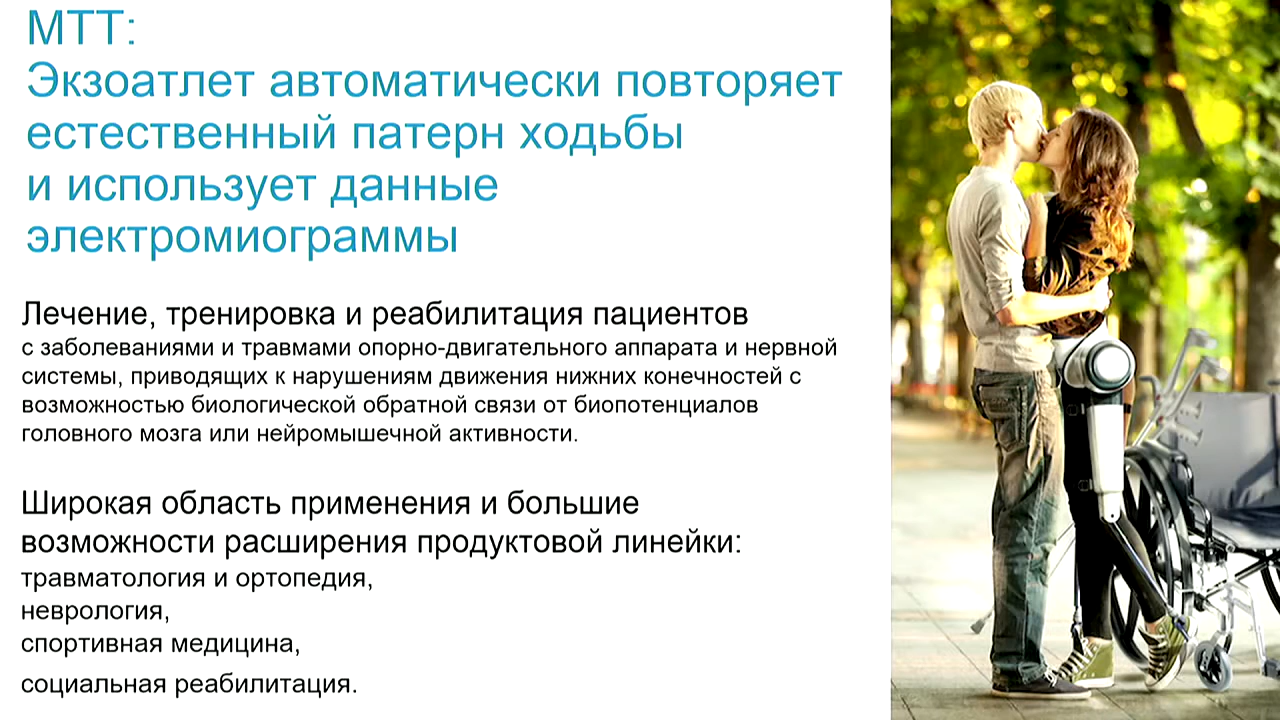 МТТ:
Экзоатлет автоматически повторяет
естественный патерн ходьбы
и использует данные
электромиограммы
Лечение, тренировка и реабилитация пациентов
с заболеваниями и травмами опорно-двигательного аппарата и нервной
системы, приводящих к нарушениям движения нижних конечностей с
возможностью биологической обратной связи от биопотенциалов
головного мозга или нейромышечной активности.
Широкая область применения и большие
возможности расширения продуктовой линейки:
травматология и ортопедия,
неврология,
спортивная медицина,
социальная реабилитация.